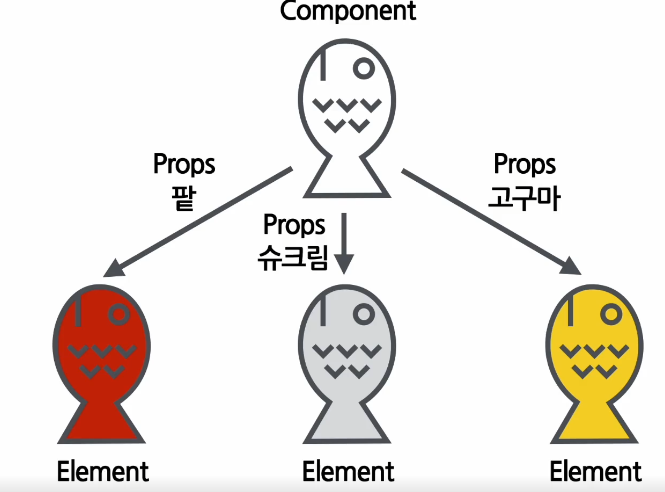 Component
Props
팥
Props
슈크림
Props
고구마
Element
Element
Element